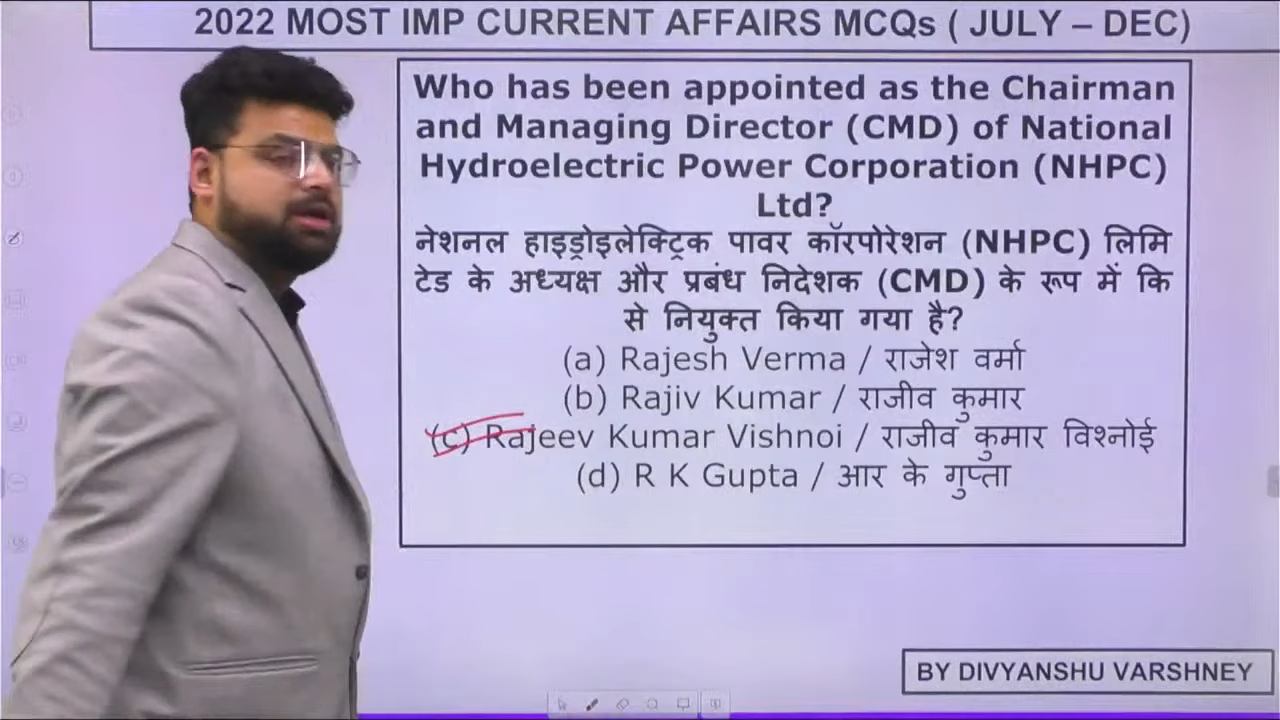 2022 MOST IMP CURRENT AFFAIRS MCQs ( JULY – DEC)
Who has been appointed as the Chairman
and Managing Director (CMD) of National
Hydroelectric Power Corporation (NHPC)
Ltd?
नेशनल हाइड्रोइलेक्ट्रिक पावर कॉरपोरेशन (NHPC) लिमि
टेड के अध्यक्ष और प्रबंध निदेशक (CMD) के रूप में कि
से नियुक्त किया गया है?
(a) Rajesh Verma / राजेश वर्मा
(b) Rajiv Kumar / राजीव कुमार
(c) Rajeev Kumar Vishnoi / राजीव कुमार विश्नोई
(d) R K Gupta / आर के गुप्ता
BY DIVYANSHU VARSHNEY